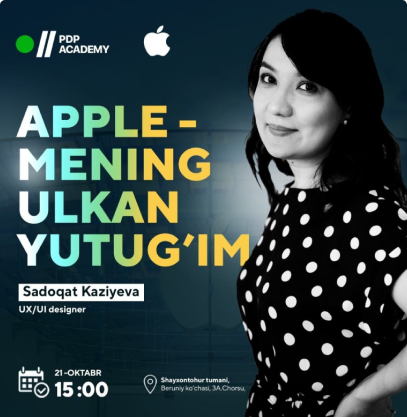 PDP
ACADEMY
APPLE -
MENING
ULKAN
YUTUG‘IM
Sadoqat Kaziyeva
UX/UI designer
21-OKTABR
15:00
Shayxontohur tumani,
Beruniy ko‘chasi, 3A.Chorsu.